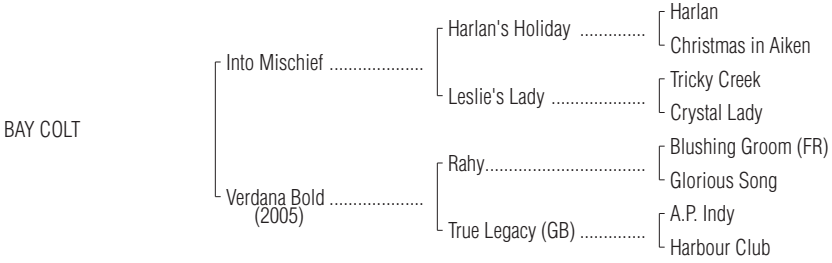 Harlan
Harlan's Holiday ..............
Christmas in Aiken
Into Mischief ....................
Tricky Creek
Leslie's Lady ....................
Crystal Lady
BAY COLT
Blushing Groom (FR)
Rahy..................................
Glorious Song
Verdana Bold ....................
(2005)
A.P. Indy
True Legacy (GB) ..............
Harbour Club